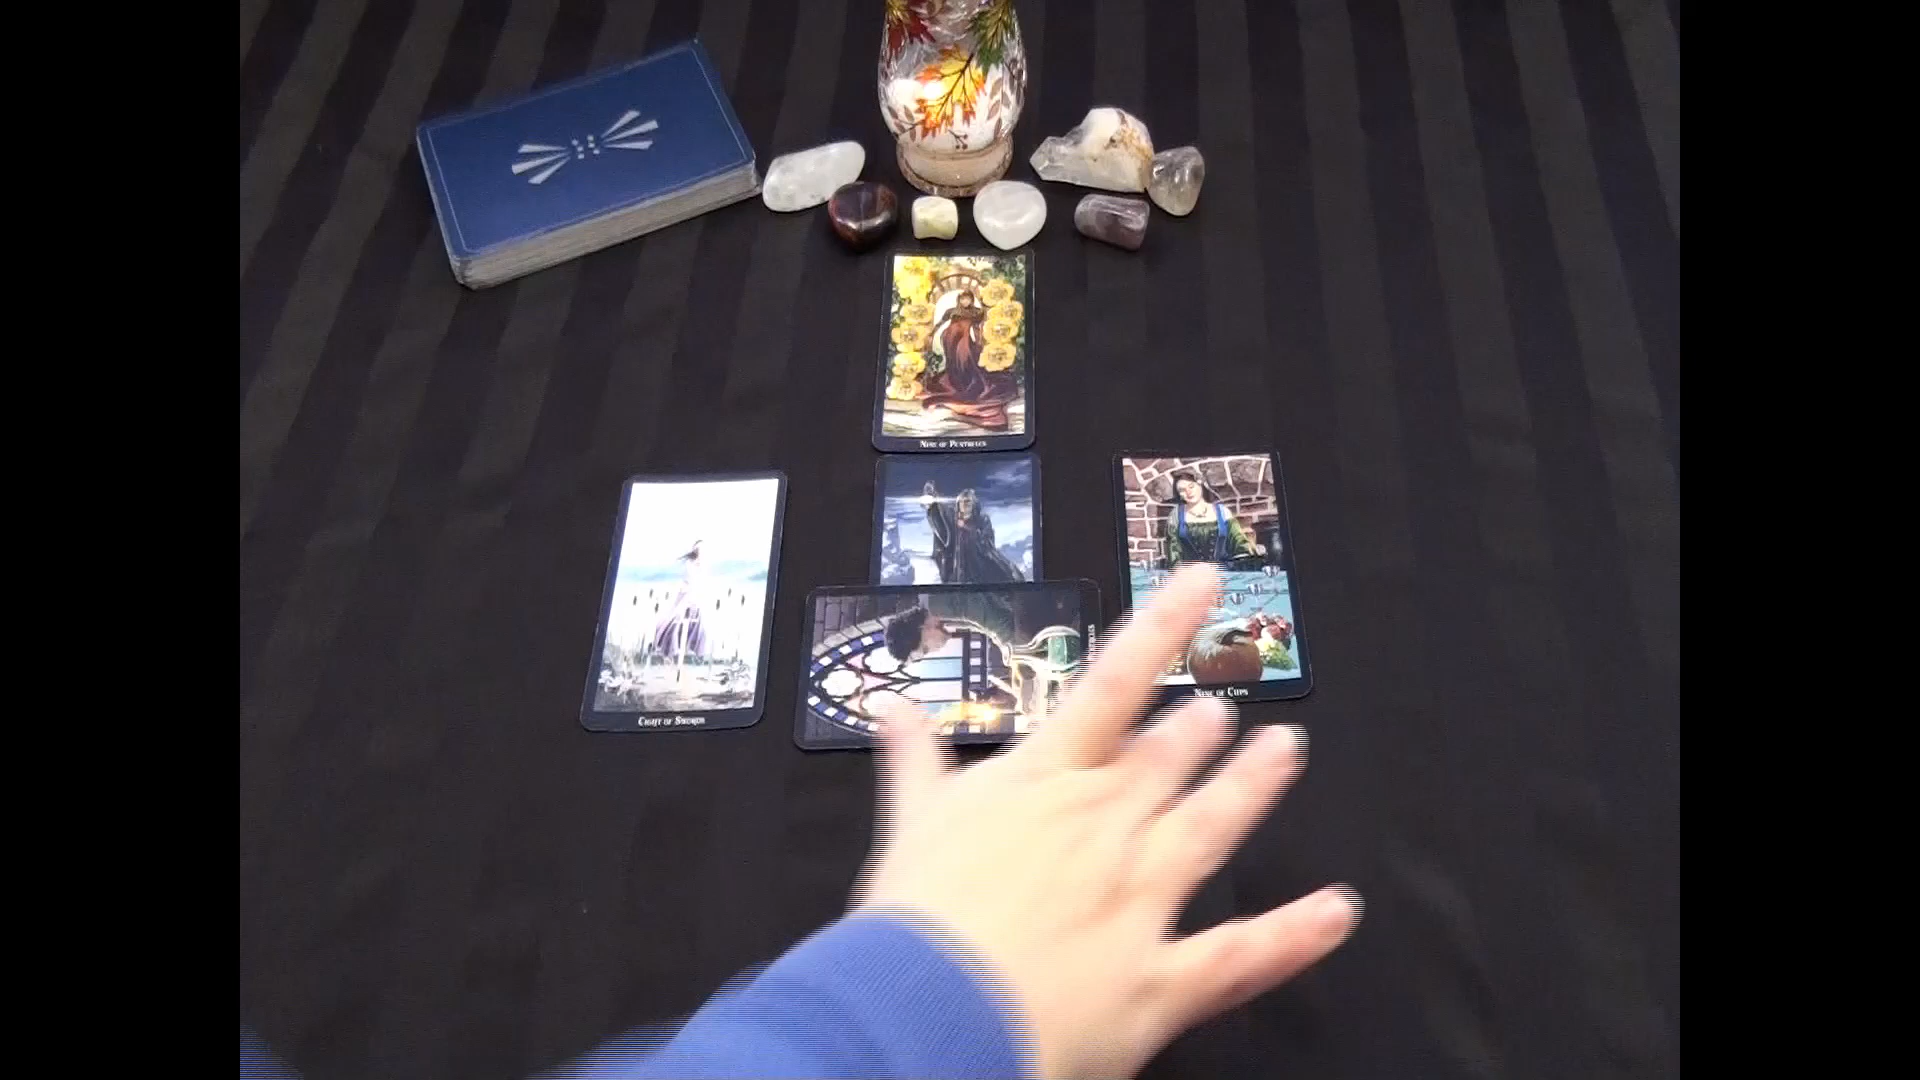 Nine of Pentacles
Eight of Swords
Nine of Cups